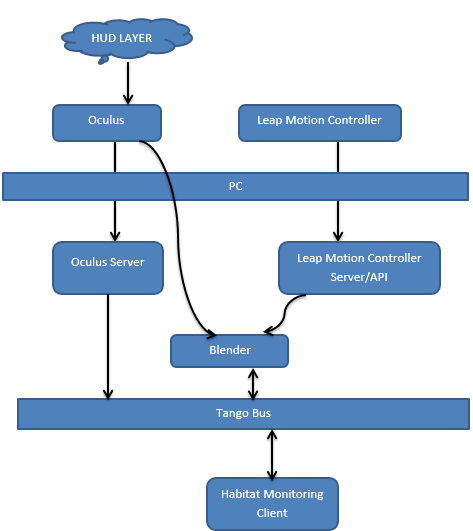 HUD LAYER
Oculus
Leap Motion Controller
PC
Oculus Server
Leap Motion Controller
Server/API
Blender
Tango Bus
Habitat Monitoring
Client